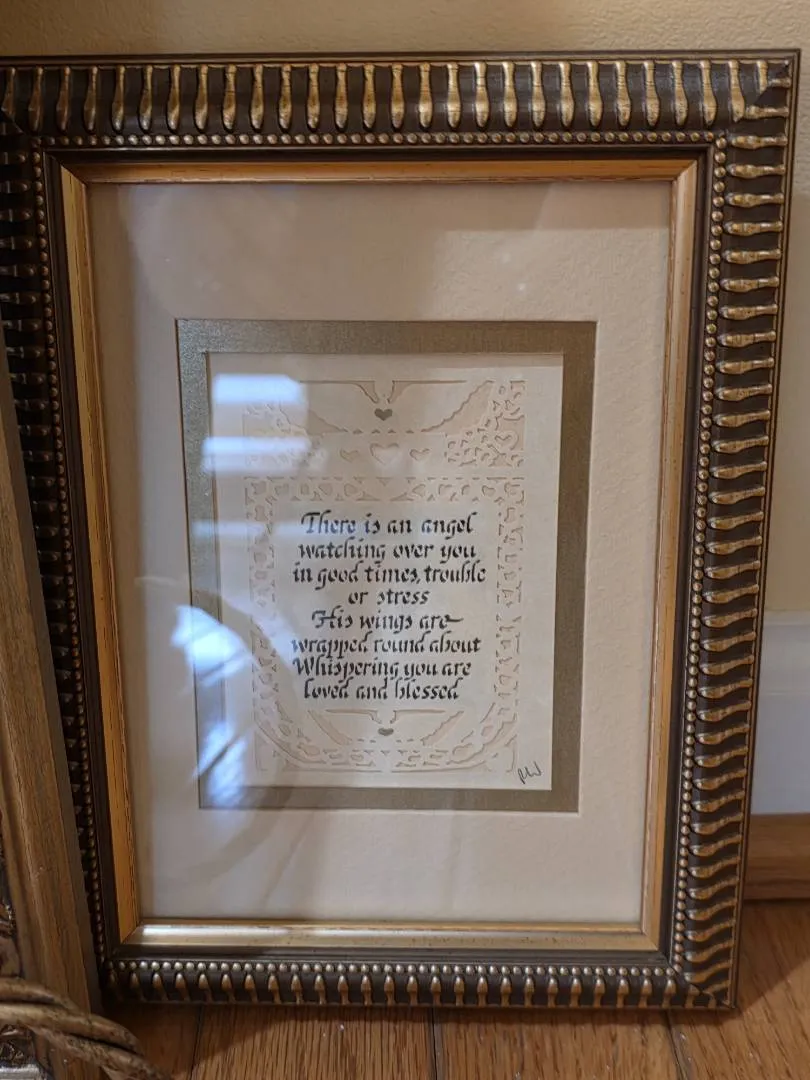 There is an angel
watching over you
in good times, trouble
or stress
His wings are
wrapped round about
Whispering you are
loved and blessed